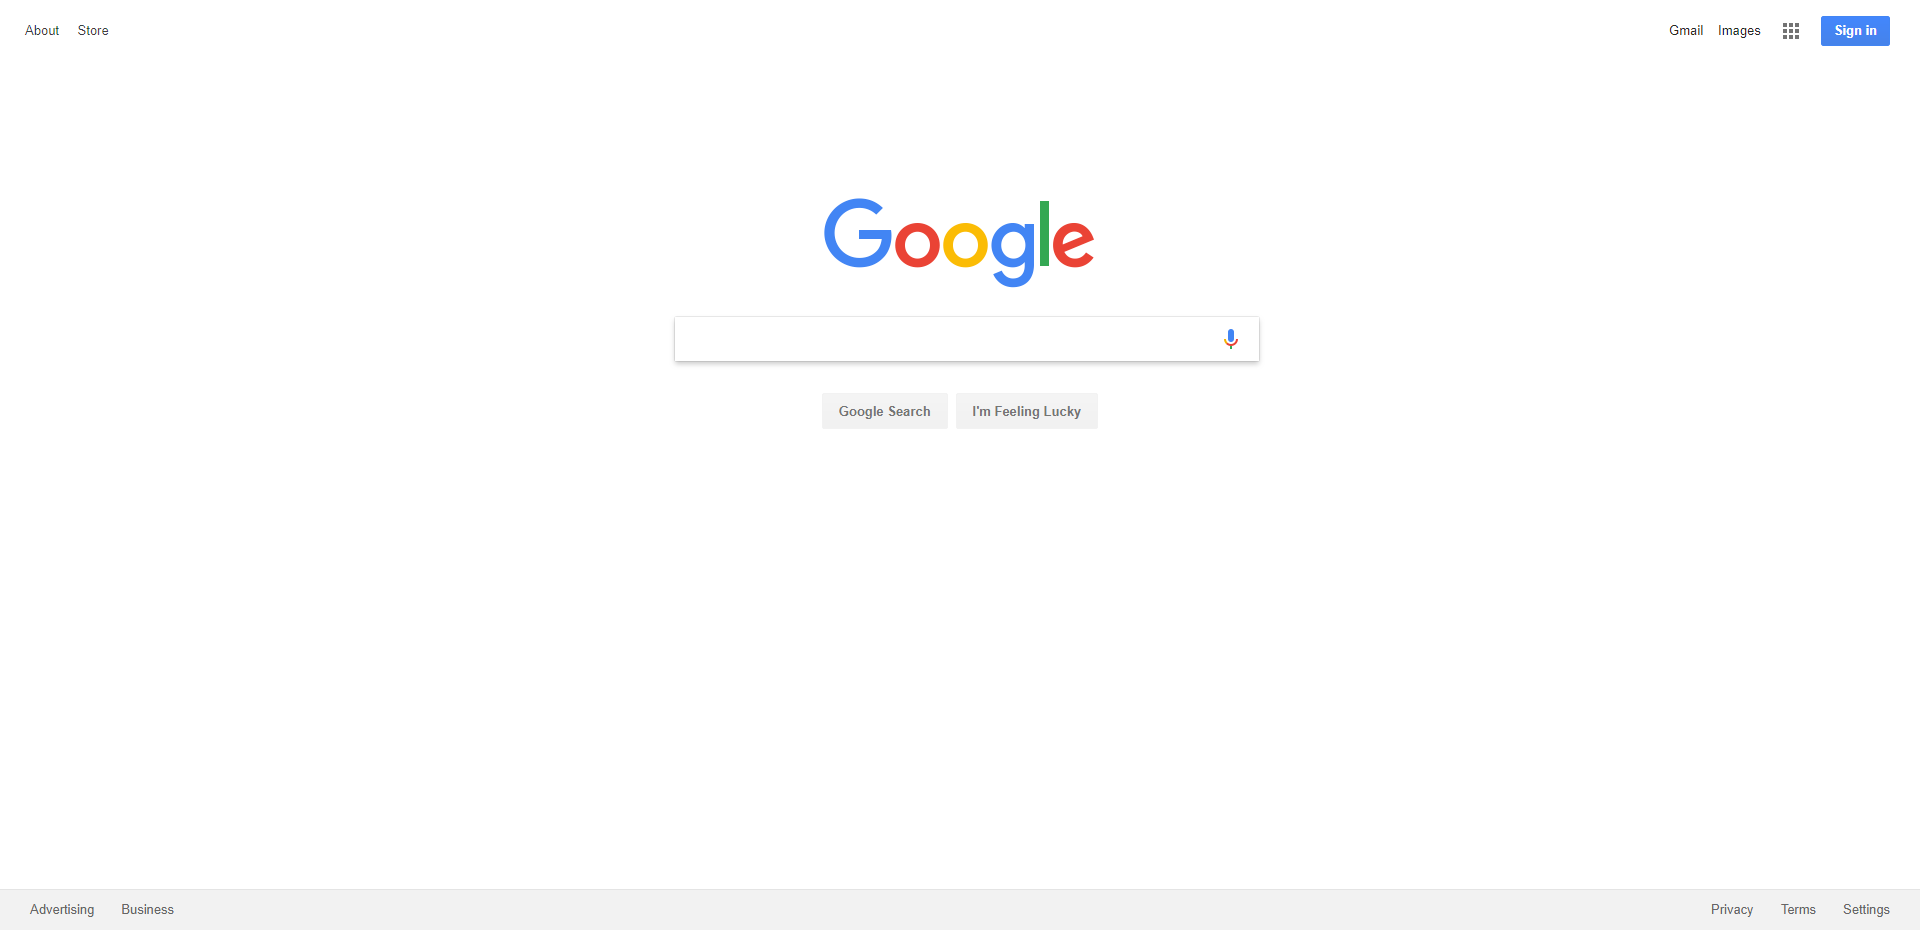 About Store Gmail Images Sign in
Google
Google Search I'm Feeling Lucky
Advertising Business Privacy Terms Settings